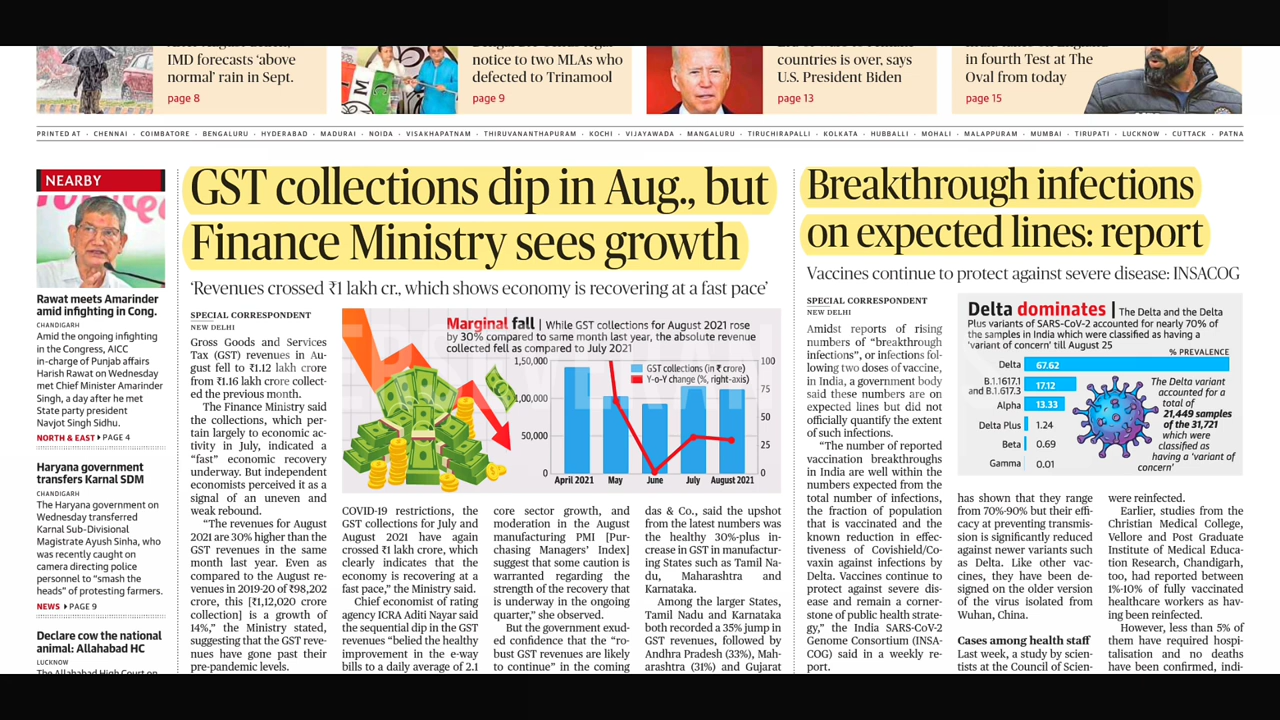 IMD forecasts ‘above
normal’ rain in Sept.
page 8
notice to two MLAs who
defected to Trinamool
page 9
countries is over, says
U.S. President Biden
page 13
in fourth Test at The
Oval from today
page 15
PRINTED AT · CHENNAI · COIMBATORE · BENGALURU · HYDERABAD · MADURAI · NOIDA · VISAKHAPATNAM · THIRUVANANTHAPURAM · KOCHI · VIJAYAWADA · MANGALURU · TIRUCHIRAPALLI · KOLKATA · HUBBALLI · MOHALI · MALAPPURAM · MUMBAI · TIRUPATI · LUCKNOW · CUTTACK · PATNA
NEARBY
Rawat meets Amarinder
amid infighting in Cong.
CHANDIGARH
Amid the ongoing infighting
in the Congress, AICC
in-charge of Punjab affairs
Harish Rawat on Wednesday
met Chief Minister Amarinder
Singh, a day after he met
State party president
Navjot Singh Sidhu.
NORTH & EAST ▸ PAGE 4
Haryana government
transfers Karnal SDM
CHANDIGARH
The Haryana government on
Wednesday transferred
Karnal Sub-Divisional
Magistrate Ayush Sinha, who
was recently caught on
camera directing police
personnel to “smash the
heads” of protesting farmers.
NEWS ▸ PAGE 9
Declare cow the national
animal: Allahabad HC
LUCKNOW
The Allahabad High Court on
GST collections dip in Aug., but
Finance Ministry sees growth
‘Revenues crossed ₹1 lakh cr., which shows economy is recovering at a fast pace’
SPECIAL CORRESPONDENT
NEW DELHI
Gross Goods and Services
Tax (GST) revenues in Au-
gust fell to ₹1.12 lakh crore
from ₹1.16 lakh crore collect-
ed the previous month.
The Finance Ministry said
the collections, which per-
tain largely to economic ac-
tivity in July, indicated a
“fast” economic recovery
underway. But independent
economists perceived it as a
signal of an uneven and
weak rebound.
“The revenues for August
2021 are 30% higher than the
GST revenues in the same
month last year. Even as
compared to the August re-
venues in 2019-20 of ₹98,202
crore, this [₹1,12,020 crore
collection] is a growth of
14%,” the Ministry stated,
suggesting that the GST reve-
nues have gone past their
pre-pandemic levels.
Marginal fall | While GST collections for August 2021 rose
by 30% compared to same month last year, the absolute revenue
collected fell as compared to July 2021
1,50,000
1,00,000
50,000
0
100
75
50
25
0
GST collections (in ₹ crore)
Y-o-Y change (%, right-axis)
April 2021 May June July August 2021
COVID-19 restrictions, the
GST collections for July and
August 2021 have again
crossed ₹1 lakh crore, which
clearly indicates that the
economy is recovering at a
fast pace,” the Ministry said.
Chief economist of rating
agency ICRA Aditi Nayar said
the sequential dip in the GST
revenues “belied the healthy
improvement in the e-way
bills to a daily average of 2.1
core sector growth, and
moderation in the August
manufacturing PMI [Pur-
chasing Managers’ Index]
suggest that some caution is
warranted regarding the
strength of the recovery that
is underway in the ongoing
quarter,” she observed.
But the government exud-
ed confidence that the “ro-
bust GST revenues are likely
to continue” in the coming
das & Co., said the upshot
from the latest numbers was
the healthy 30%-plus in-
crease in GST in manufactur-
ing States such as Tamil Na-
du, Maharashtra and
Karnataka.
Among the larger States,
Tamil Nadu and Karnataka
both recorded a 35% jump in
GST revenues, followed by
Andhra Pradesh (33%), Mah-
arashtra (31%) and Gujarat
Breakthrough infections
on expected lines: report
Vaccines continue to protect against severe disease: INSACOG
SPECIAL CORRESPONDENT
NEW DELHI
Amidst reports of rising
numbers of “breakthrough
infections”, or infections fol-
lowing two doses of vaccine,
in India, a government body
said these numbers are on
expected lines but did not
officially quantify the extent
of such infections.
“The number of reported
vaccination breakthroughs
in India are well within the
numbers expected from the
total number of infections,
the fraction of population
that is vaccinated and the
known reduction in effec-
tiveness of Covishield/Co-
vaxin against infections by
Delta. Vaccines continue to
protect against severe dis-
ease and remain a corner-
stone of public health strate-
gy,” the India SARS-CoV-2
Genome Consortium (INSA-
COG) said in a weekly re-
port.
Delta dominates | The Delta and the Delta
Plus variants of SARS-CoV-2 accounted for nearly 70% of
the samples in India which were classified as having a
‘variant of concern’ till August 25
% PREVALENCE
Delta 67.62
B.1.1617.1
and B.1.617.3 17.12
Alpha 13.33
Delta Plus 1.24
Beta 0.69
Gamma 0.01
The Delta variant
accounted for a
total of
21,449 samples
of the 31,721
which were
classified as
having a ‘variant of
concern’
has shown that they range
from 70%-90% but their effi-
cacy at preventing transmis-
sion is significantly reduced
against newer variants such
as Delta. Like other vac-
cines, they have been de-
signed on the older version
of the virus isolated from
Wuhan, China.
Cases among health staff
Last week, a study by scien-
tists at the Council of Scien-
were reinfected.
Earlier, studies from the
Christian Medical College,
Vellore and Post Graduate
Institute of Medical Educa-
tion Research, Chandigarh,
too, had reported between
1%-10% of fully vaccinated
healthcare workers as hav-
ing been reinfected.
However, less than 5% of
them have required hospi-
talisation and no deaths
have been confirmed, indi-